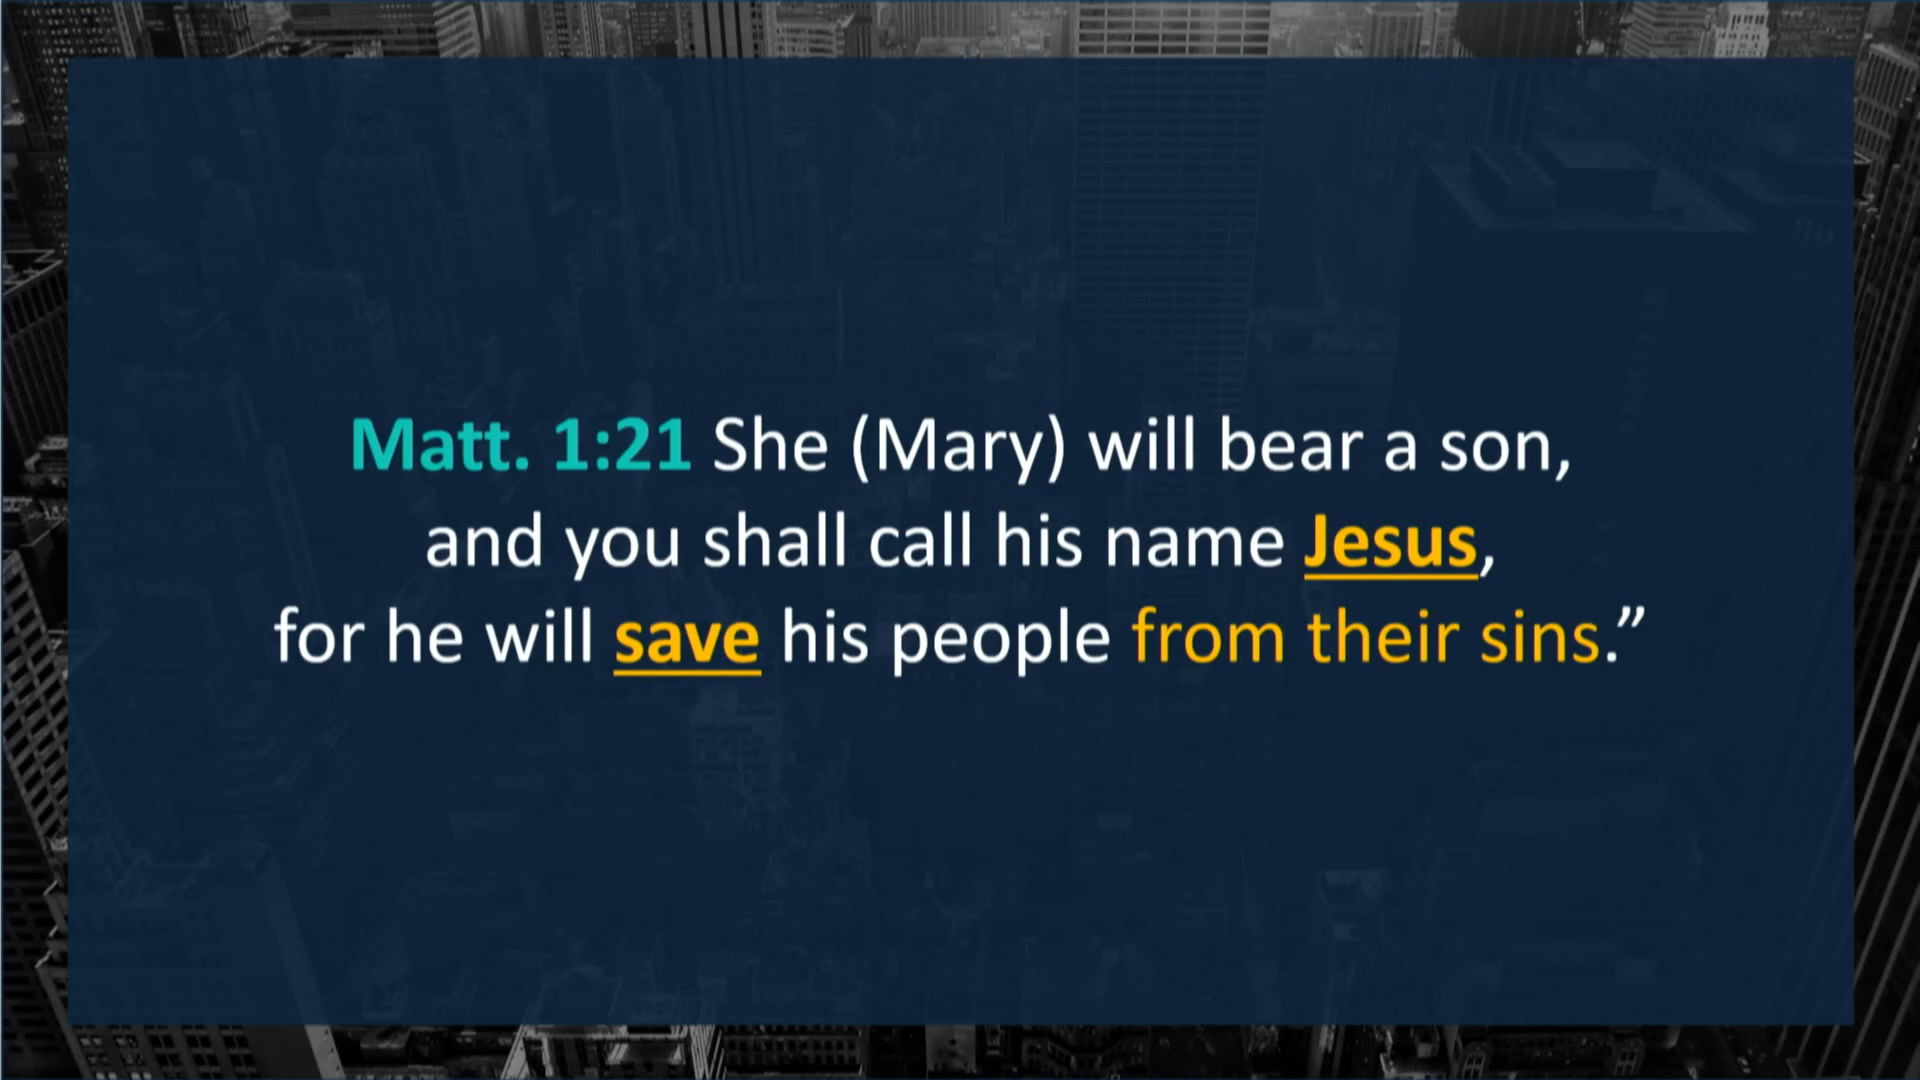 Matt. 1:21 She (Mary) will bear a son,
and you shall call his name Jesus,
for he will save his people from their sins.”